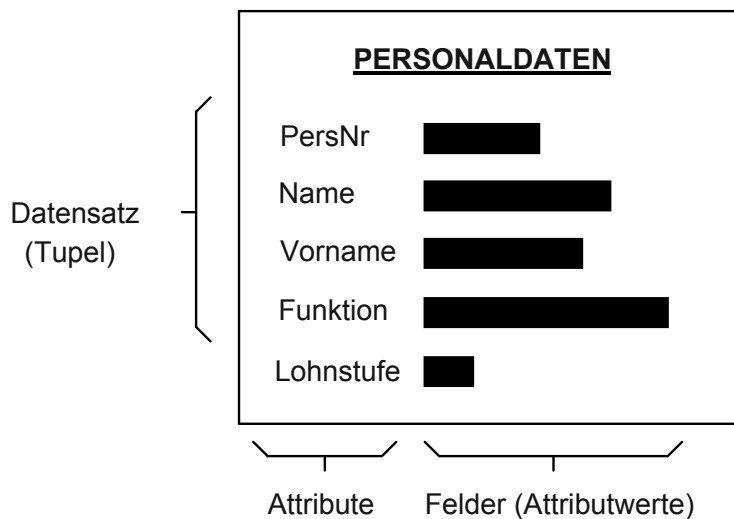 PERSONALDATEN
PersNr
Name
Datensatz
(Tupel)
Vorname
Funktion
Lohnstufe
Attribute
Felder (Attributwerte)